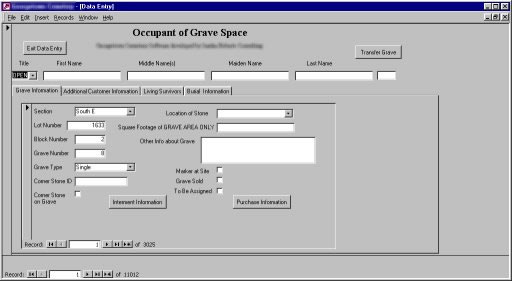 - [Data Entry]
File Edit Insert Records Window Help
Occupant of Grave Space
Exit Data Entry
Transfer Grave
Title First Name Middle Name(s) Maiden Name Last Name
OPEN
Grave Information Additional Customer Information Living Survivors Burial Information
Section South E Location of Stone
Lot Number 1633 Square Footage of GRAVE AREA ONLY
Block Number 2 Other Info about Grave
Grave Number 8
Grave Type Single Marker at Site
Corner Stone ID Grave Sold
Corner Stone on Grave To Be Assigned
Interment Information Purchase Information
Record: 1 of 3025
Record: 1 of 11012